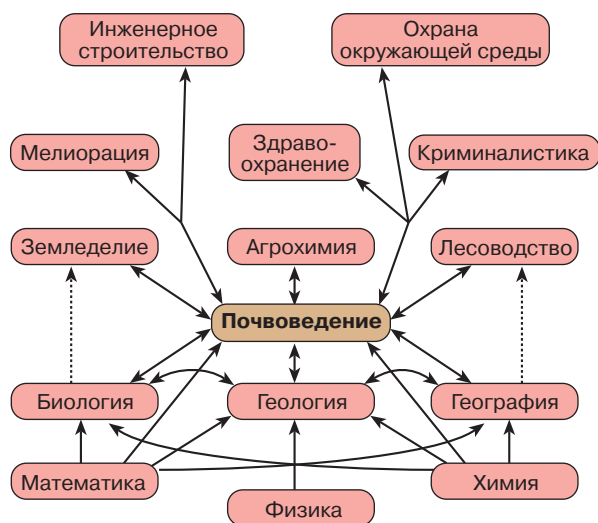 Инженерное
строительство
Охрана
окружающей среды
Мелиорация
Здраво-
охранение
Криминалистика
Земледелие
Агрохимия
Лесоводство
Почвоведение
Биология
Геология
География
Математика
Физика
Химия